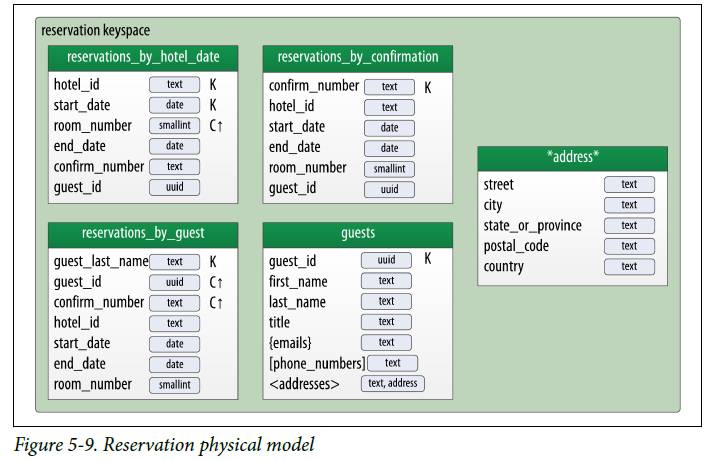 reservation keyspace
reservations_by_hotel_date
hotel_id text K
start_date date K
room_number smallint C↑
end_date date
confirm_number text
guest_id uuid
reservations_by_confirmation
confirm_number text K
hotel_id text
start_date date
end_date date
room_number smallint
guest_id uuid
*address*
street text
city text
state_or_province text
postal_code text
country text
reservations_by_guest
guest_last_name text K
guest_id uuid C↑
confirm_number text C↑
hotel_id text
start_date date
end_date date
room_number smallint
guests
guest_id uuid K
first_name text
last_name text
title text
{emails} text
[phone_numbers] text
<addresses> text, address
Figure 5-9. Reservation physical model